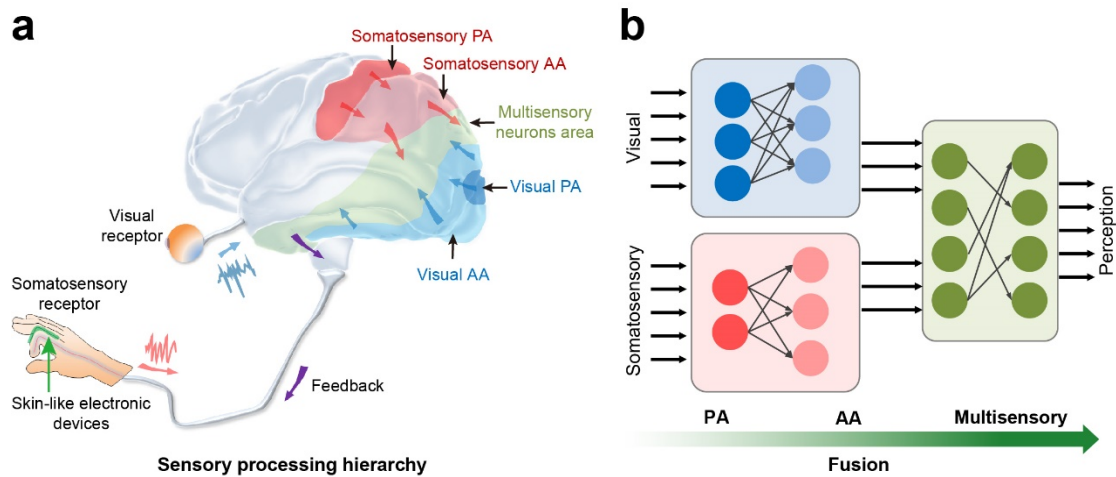 a
Somatosensory PA
Somatosensory AA
Multisensory
neurons area
Visual PA
Visual AA
Visual
receptor
Somatosensory
receptor
Skin-like electronic
devices
Feedback
Sensory processing hierarchy
b
Visual
Somatosensory
Perception
PA
AA
Multisensory
Fusion